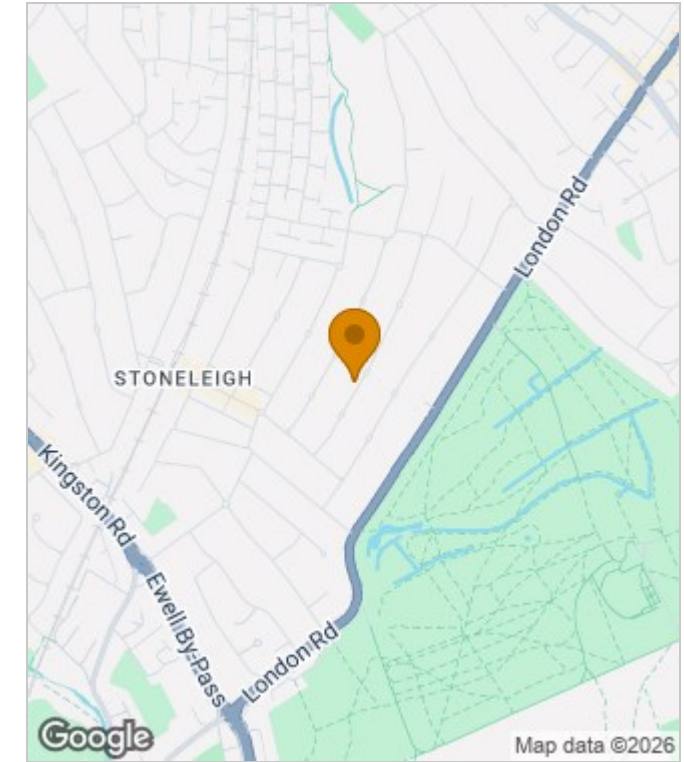 London Rd
STONELEIGH
Kingston Rd
Ewell By-Pass
London Rd
Google
Map data ©2026